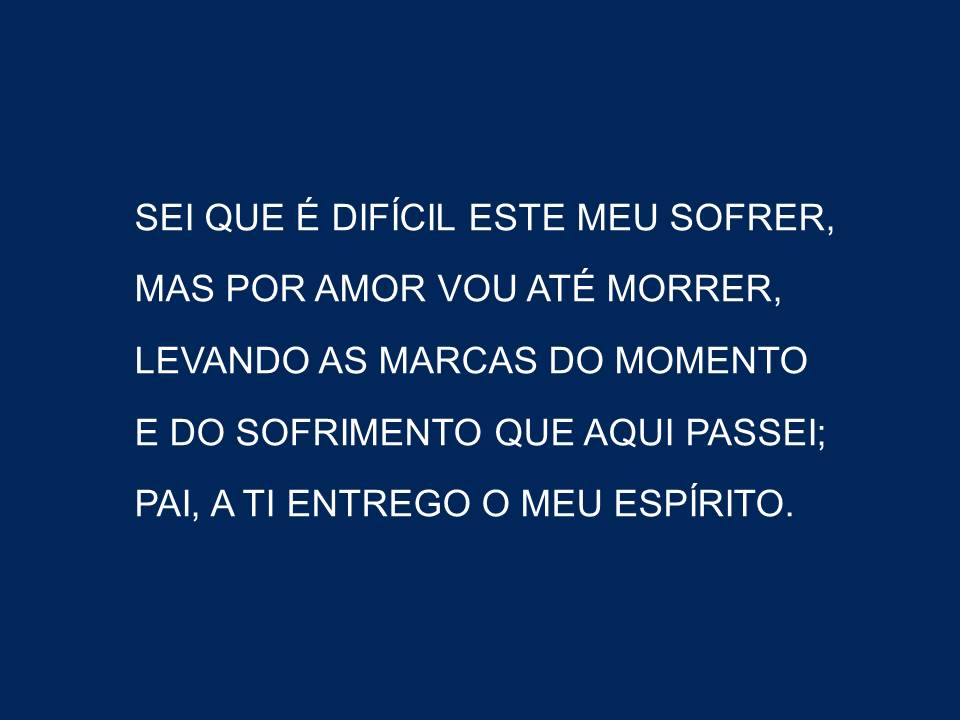 SEI QUE É DIFÍCIL ESTE MEU SOFRER,
MAS POR AMOR VOU ATÉ MORRER,
LEVANDO AS MARCAS DO MOMENTO
E DO SOFRIMENTO QUE AQUI PASSEI;
PAI, A TI ENTREGO O MEU ESPÍRITO.